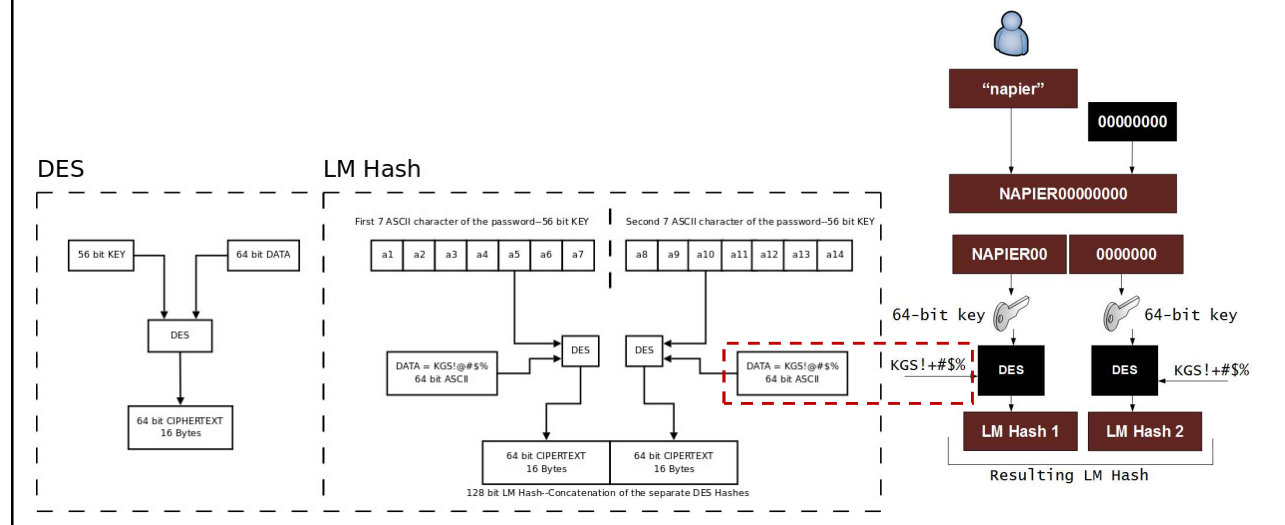 DES
56 bit KEY
64 bit DATA
DES
64 bit CIPHERTEXT
16 Bytes
LM Hash
First 7 ASCII character of the password--56 bit KEY
Second 7 ASCII character of the password--56 bit KEY
a1 a2 a3 a4 a5 a6 a7
a8 a9 a10 a11 a12 a13 a14
DES
DES
DATA = KGS!@#$%
64 bit ASCII
DATA = KGS!@#$%
64 bit ASCII
64 bit CIPERTEXT
16 Bytes
64 bit CIPERTEXT
16 Bytes
128 bit LM Hash--Concatenation of the separate DES Hashes
“napier”
00000000
NAPIER00000000
NAPIER00
0000000
64-bit key
64-bit key
KGS!+#$%
DES
DES
KGS!+#$%
LM Hash 1
LM Hash 2
Resulting LM Hash